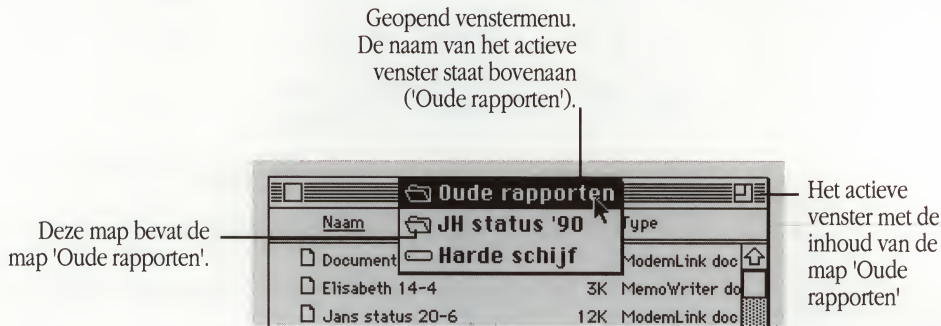 Geopend venstermenu.
De naam van het actieve
venster staat bovenaan
('Oude rapporten').
Oude rapporten
Het actieve
venster met de
inhoud van de
map 'Oude
rapporten'
Deze map bevat de
map 'Oude rapporten'.
Naam
JH status '90
Type
Harde schijf
Document
ModemLink doc
Elisabeth 14-4
3K MemoWriter do
Jans status 20-6
12K ModemLink doc